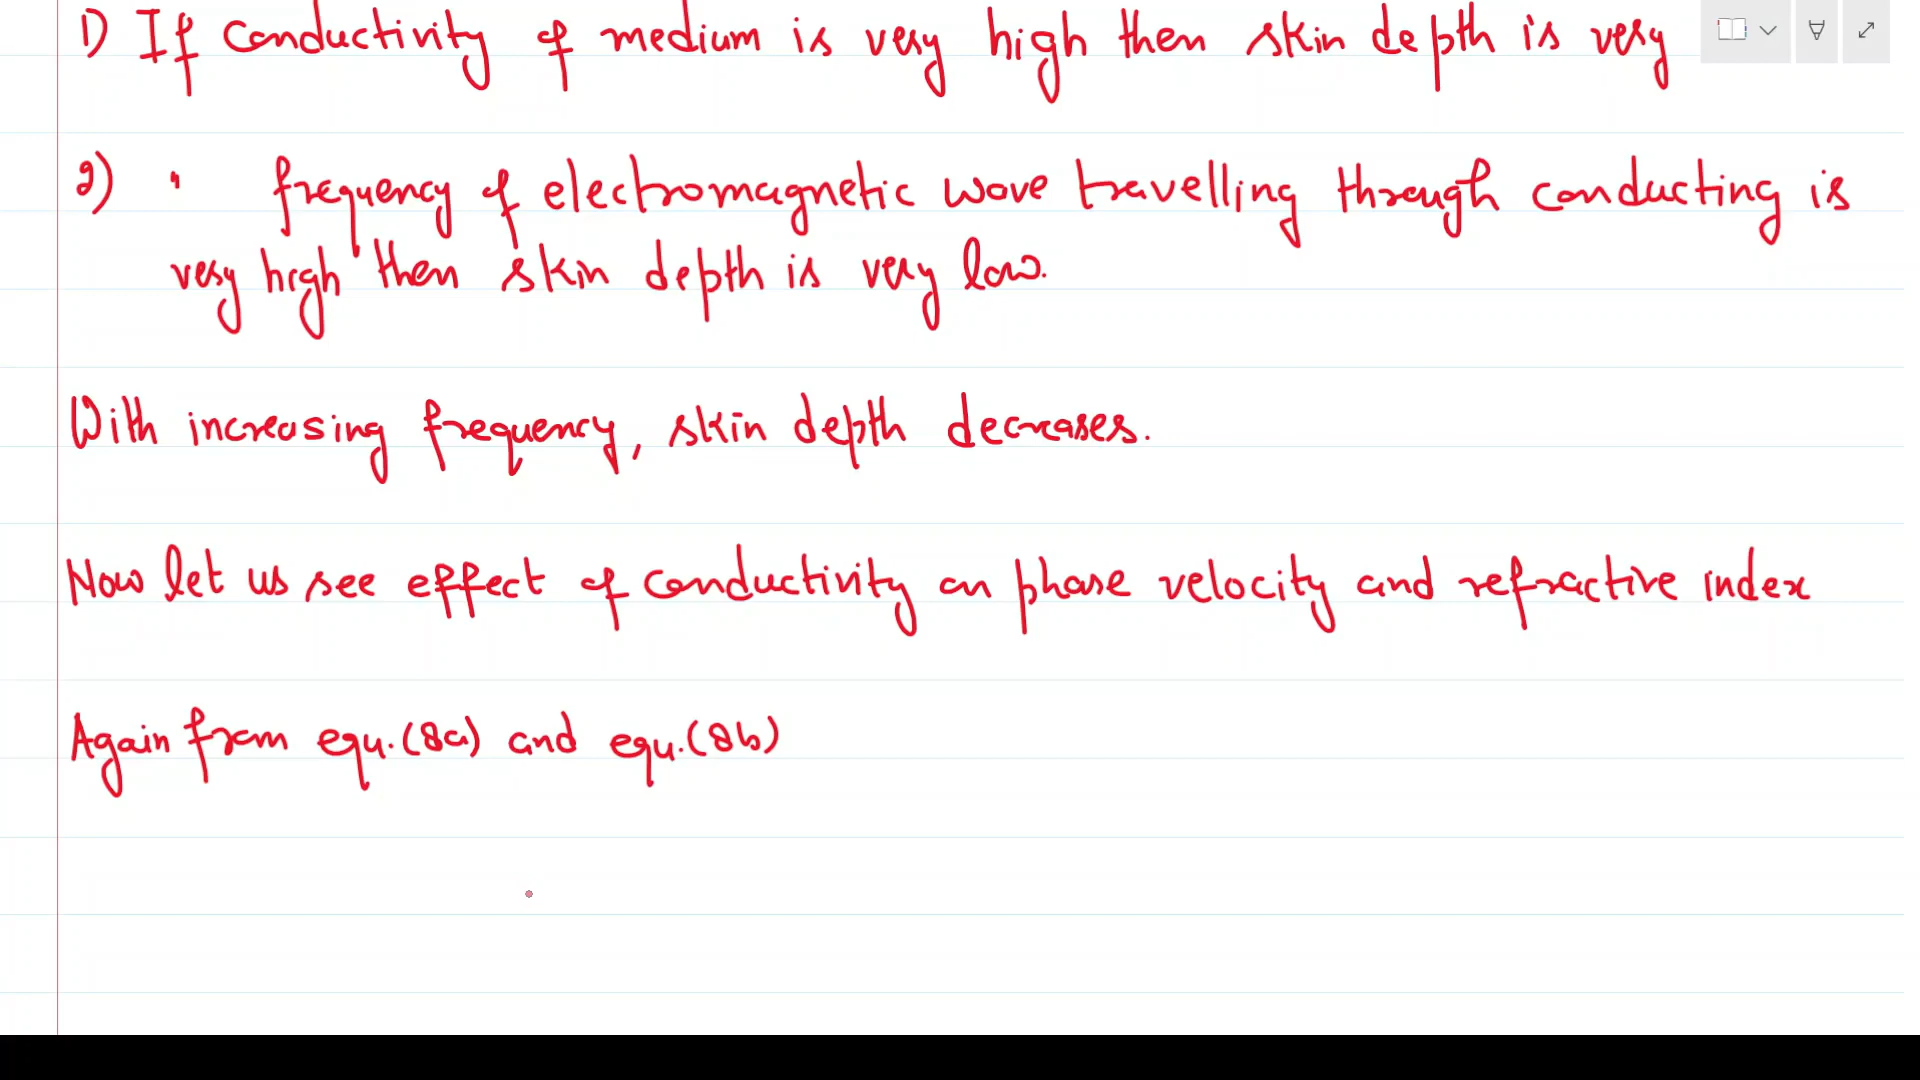 1) If conductivity of medium is very high then skin depth is very
2) " frequency of electromagnetic wave travelling through conducting is
very high then skin depth is very low.
With increasing frequency, skin depth decreases.
Now let us see effect of conductivity on phase velocity and refractive index
Again from equ.(8a) and equ.(8b)